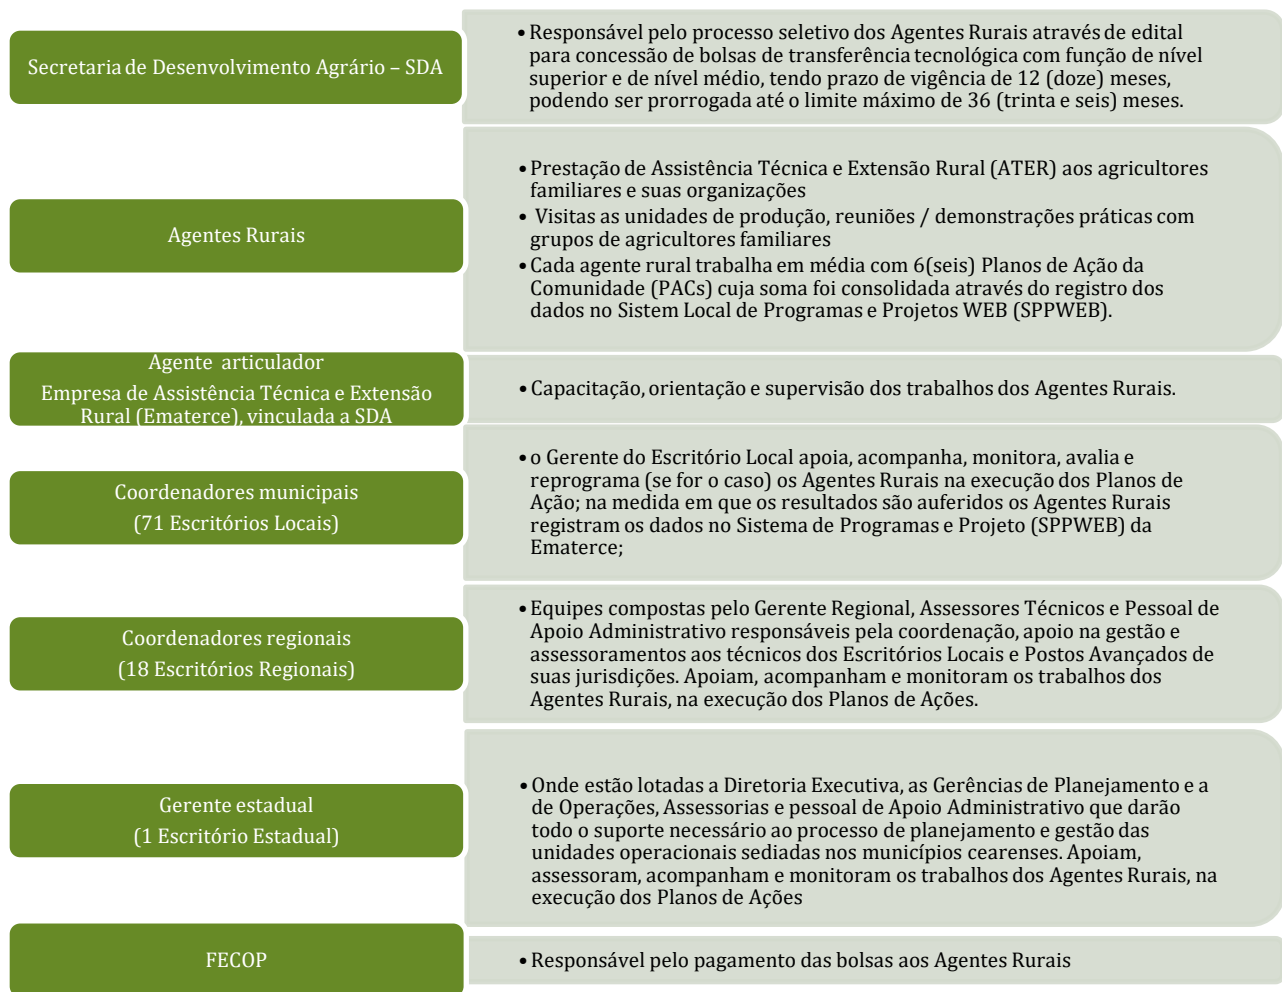 Secretaria de Desenvolvimento Agrário – SDA
• Responsável pelo processo seletivo dos Agentes Rurais através de edital
para concessão de bolsas de transferência tecnológica com função de nível
superior e de nível médio, tendo prazo de vigência de 12 (doze) meses,
podendo ser prorrogada até o limite máximo de 36 (trinta e seis) meses.
Agentes Rurais
• Prestação de Assistência Técnica e Extensão Rural (ATER) aos agricultores
familiares e suas organizações
• Visitas as unidades de produção, reuniões / demonstrações práticas com
grupos de agricultores familiares
• Cada agente rural trabalha em média com 6(seis) Planos de Ação da
Comunidade (PACs) cuja soma foi consolidada através do registro dos
dados no Sistem Local de Programas e Projetos WEB (SPPWEB).
Agente articulador
Empresa de Assistência Técnica e Extensão
Rural (Ematerce), vinculada a SDA
• Capacitação, orientação e supervisão dos trabalhos dos Agentes Rurais.
Coordenadores municipais
(71 Escritórios Locais)
• o Gerente do Escritório Local apoia, acompanha, monitora, avalia e
reprograma (se for o caso) os Agentes Rurais na execução dos Planos de
Ação; na medida em que os resultados são auferidos os Agentes Rurais
registram os dados no Sistema de Programas e Projeto (SPPWEB) da
Ematerce;
Coordenadores regionais
(18 Escritórios Regionais)
• Equipes compostas pelo Gerente Regional, Assessores Técnicos e Pessoal de
Apoio Administrativo responsáveis pela coordenação, apoio na gestão e
assessoramentos aos técnicos dos Escritórios Locais e Postos Avançados de
suas jurisdições. Apoiam, acompanham e monitoram os trabalhos dos
Agentes Rurais, na execução dos Planos de Ações.
Gerente estadual
(1 Escritório Estadual)
• Onde estão lotadas a Diretoria Executiva, as Gerências de Planejamento e a
de Operações, Assessorias e pessoal de Apoio Administrativo que darão
todo o suporte necessário ao processo de planejamento e gestão das
unidades operacionais sediadas nos municípios cearenses. Apoiam,
assessoram, acompanham e monitoram os trabalhos dos Agentes Rurais, na
execução dos Planos de Ações
FECOP
• Responsável pelo pagamento das bolsas aos Agentes Rurais